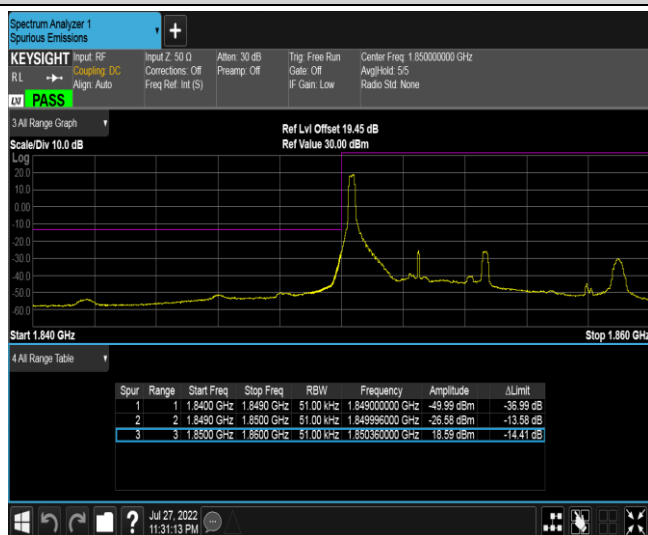 Spectrum Analyzer 1
Spurious Emissions
KEYSIGHT Input: RF Input Z: 50 Ω Atten: 30 dB Trig: Free Run Center Freq: 1.850000000 GHz
RL Coupling: DC Corrections: Off Preamp: Off Gate: Off Avg|Hold: 5/5
Align: Auto Freq Ref: Int (S) IF Gain: Low Radio Std: None
LXI PASS
3 All Range Graph
Ref Lvl Offset 19.45 dB
Scale/Div 10.0 dB Ref Value 30.00 dBm
Log
20.0
10.0
0.00
-10.0
-20.0
-30.0
-40.0
-50.0
-60.0
Start 1.840 GHz Stop 1.860 GHz
4 All Range Table
Spur Range Start Freq Stop Freq RBW Frequency Amplitude ΔLimit
1 1 1.8400 GHz 1.8490 GHz 51.00 kHz 1.849000000 GHz -49.99 dBm -36.99 dB
2 2 1.8490 GHz 1.8500 GHz 51.00 kHz 1.849996000 GHz -26.58 dBm -13.58 dB
3 3 1.8500 GHz 1.8600 GHz 51.00 kHz 1.850360000 GHz 18.59 dBm -14.41 dB
? Jul 27, 2022
11:31:13 PM